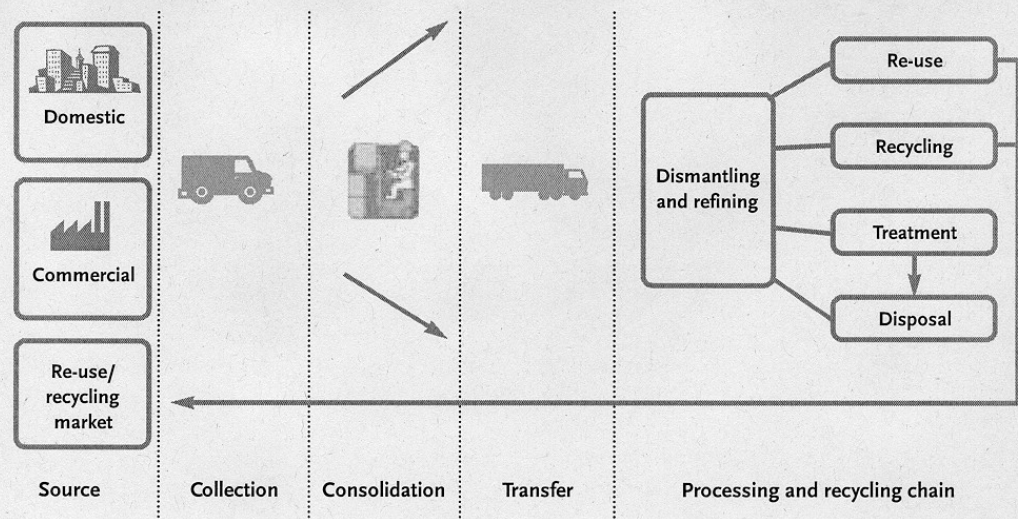 Domestic
Commercial
Re-use/
recycling
market
Dismantling
and refining
Re-use
Recycling
Treatment
Disposal
Source
Collection
Consolidation
Transfer
Processing and recycling chain